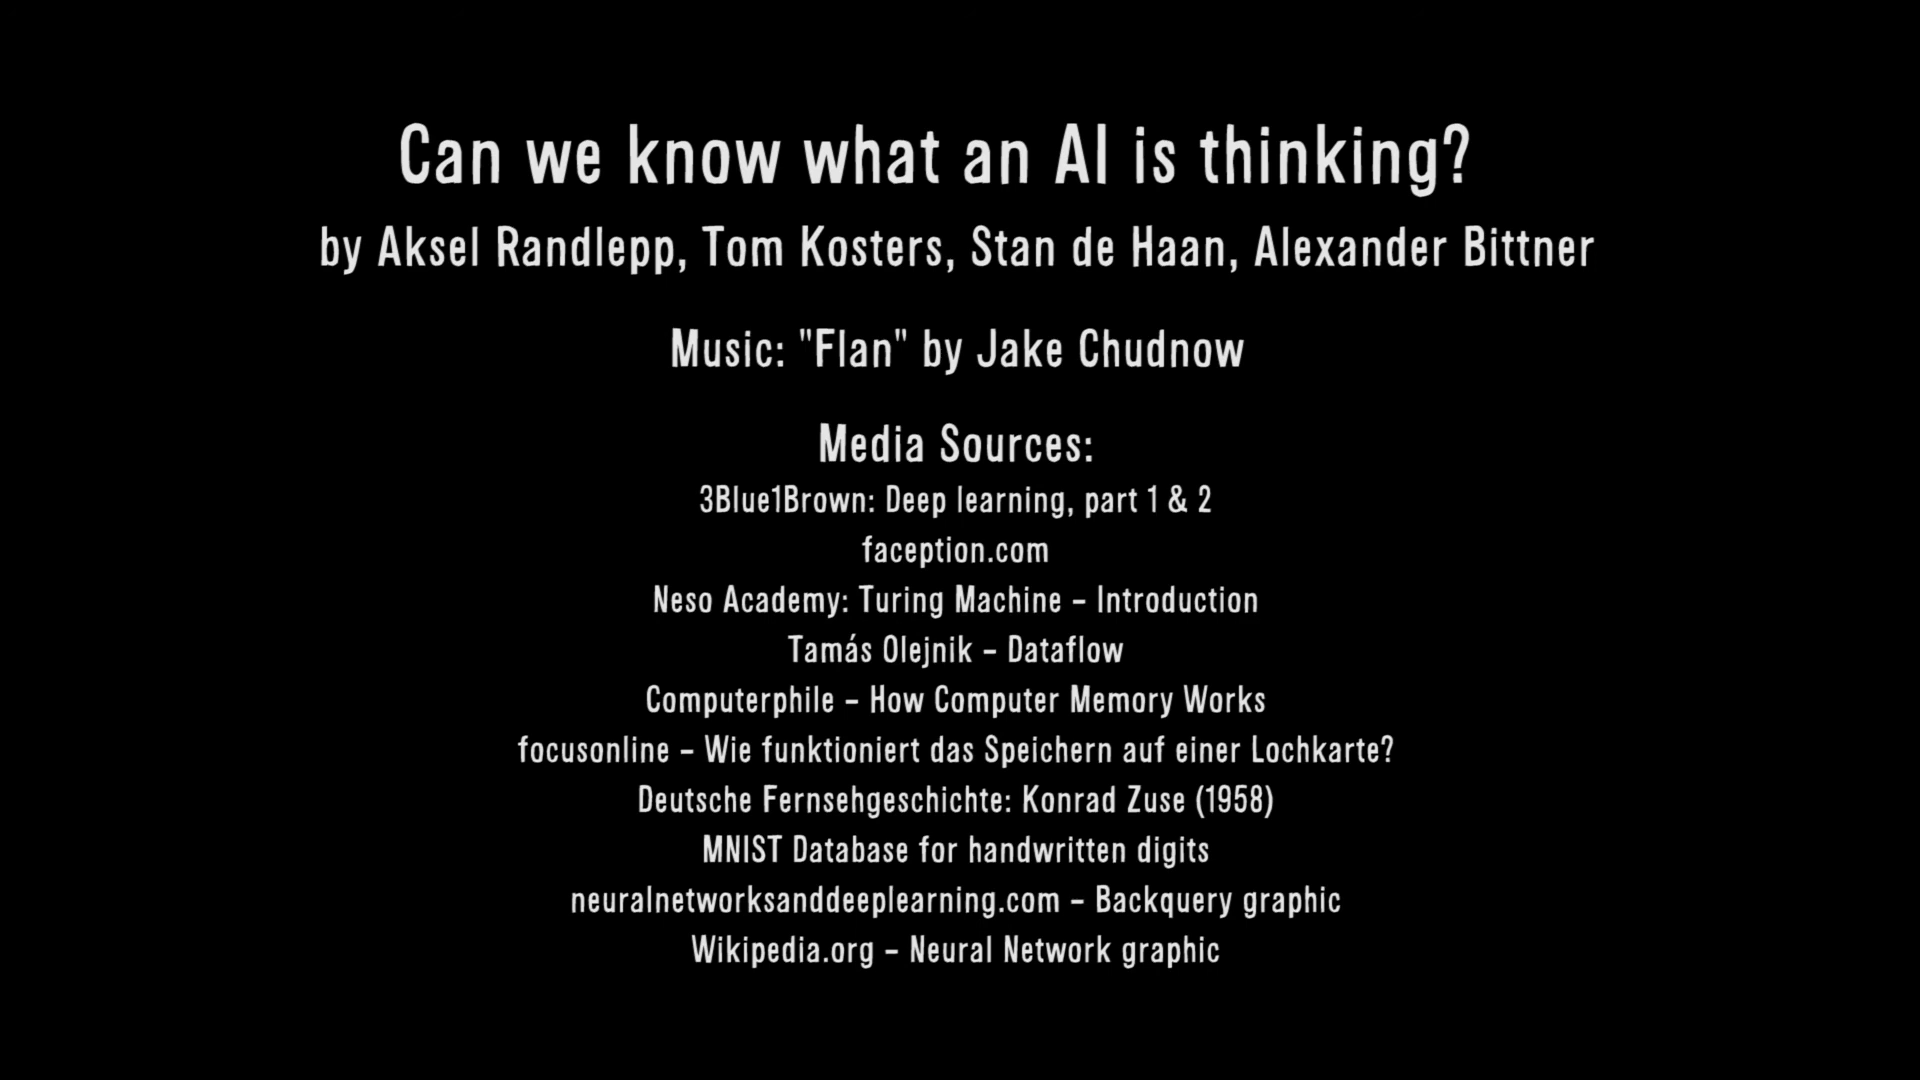 Can we know what an AI is thinking?
by Aksel Randlepp, Tom Kosters, Stan de Haan, Alexander Bittner
Music: "Flan" by Jake Chudnow
Media Sources:
3Blue1Brown: Deep learning, part 1 & 2
faception.com
Neso Academy: Turing Machine – Introduction
Tamás Olejnik – Dataflow
Computerphile – How Computer Memory Works
focusonline – Wie funktioniert das Speichern auf einer Lochkarte?
Deutsche Fernsehgeschichte: Konrad Zuse (1958)
MNIST Database for handwritten digits
neuralnetworksanddeeplearning.com – Backquery graphic
Wikipedia.org – Neural Network graphic